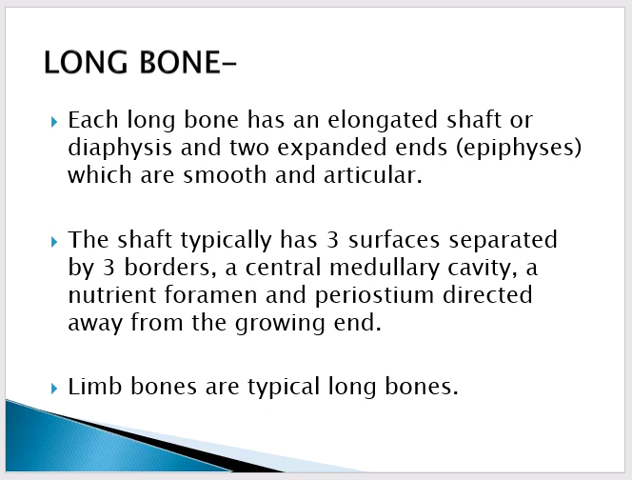 LONG BONE–
Each long bone has an elongated shaft or
diaphysis and two expanded ends (epiphyses)
which are smooth and articular.
The shaft typically has 3 surfaces separated
by 3 borders, a central medullary cavity, a
nutrient foramen and periostium directed
away from the growing end.
Limb bones are typical long bones.